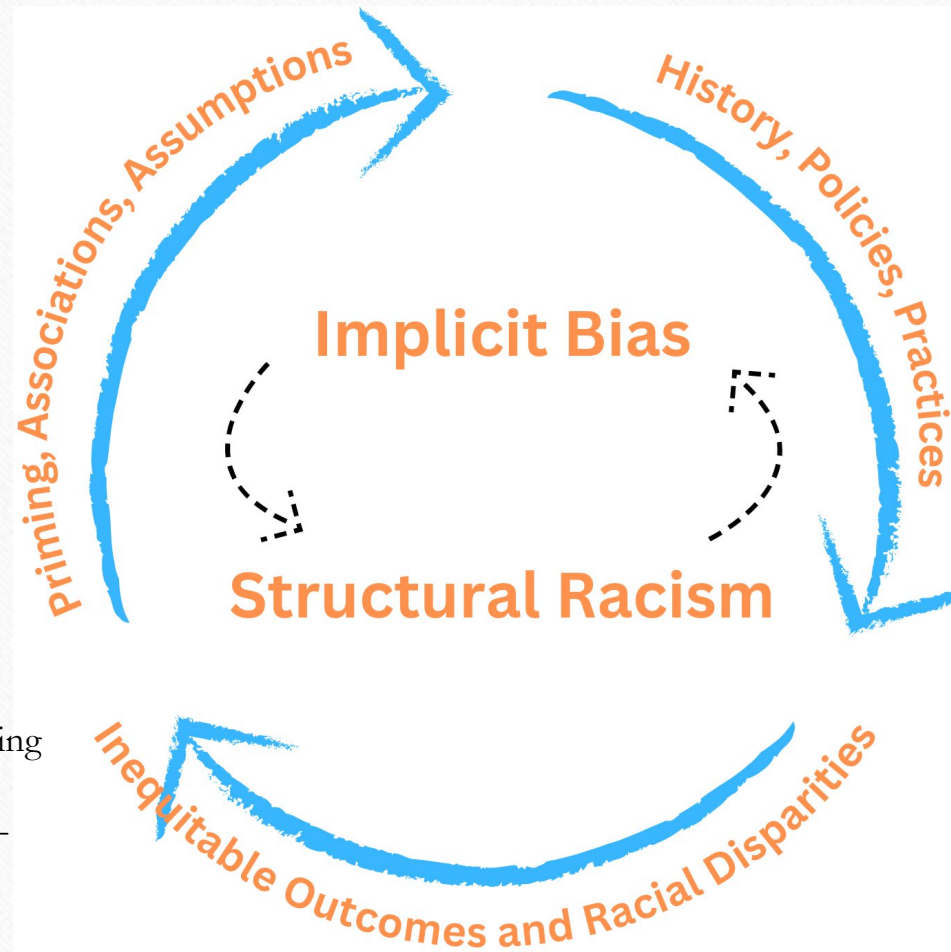 Priming, Associations, Assumptions
History, Policies, Practices
Implicit Bias
Structural Racism
Inequitable Outcomes and Racial Disparities